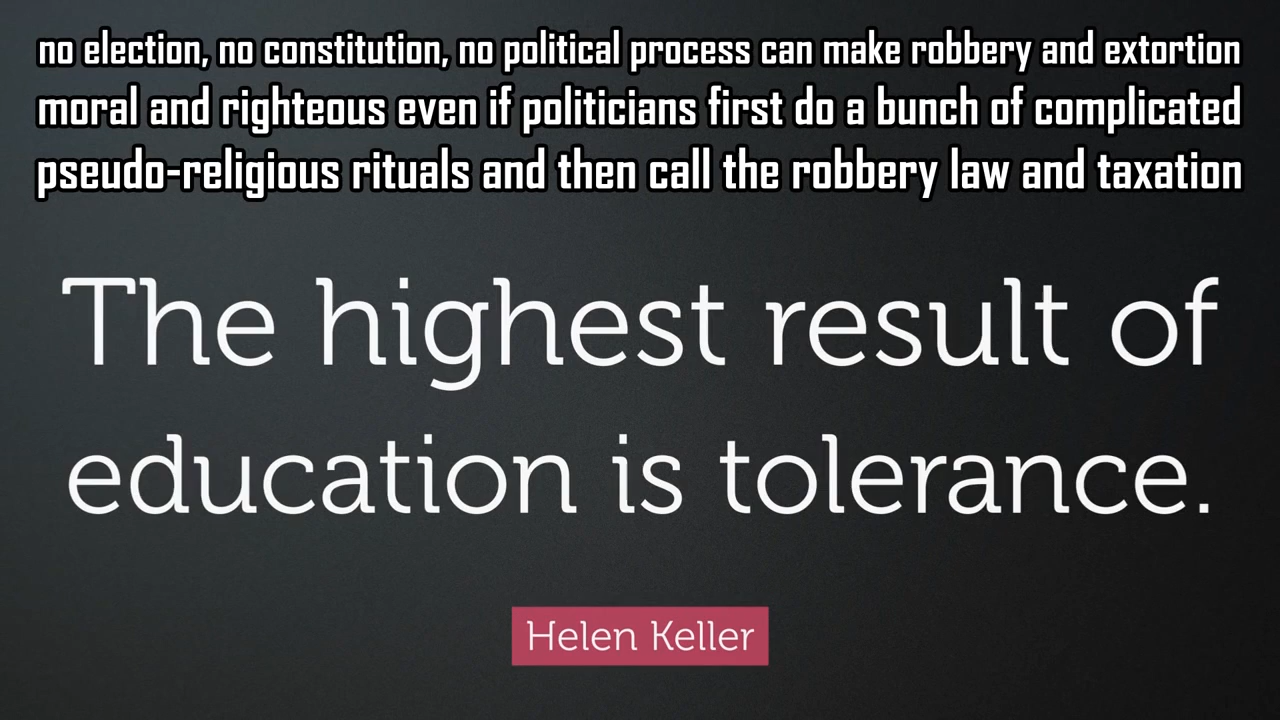 no election, no constitution, no political process can make robbery and extortion
moral and righteous even if politicians first do a bunch of complicated
pseudo-religious rituals and then call the robbery law and taxation
The highest result of
education is tolerance.
Helen Keller